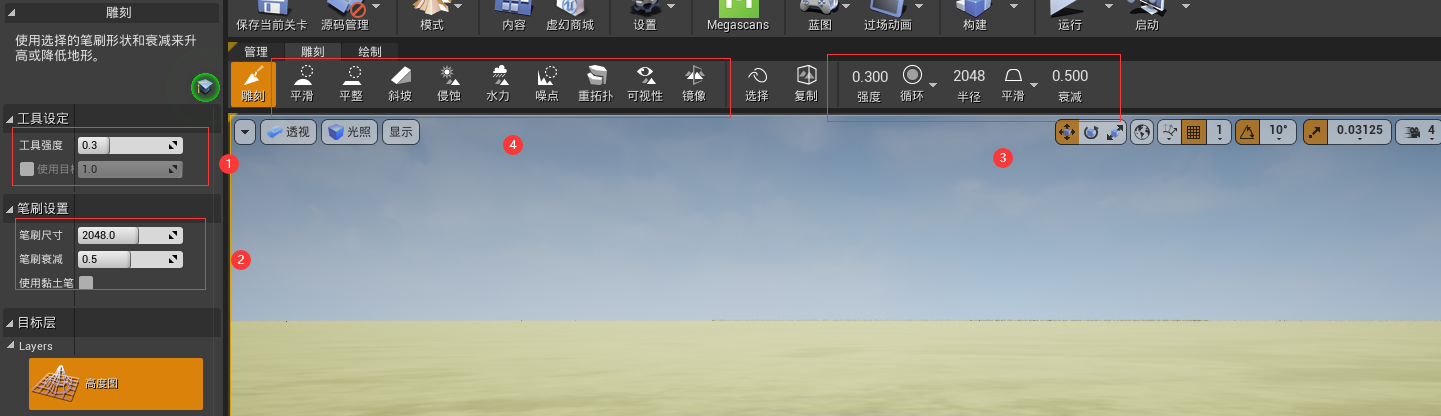 雕刻
使用选择的笔刷形状和衰减来升
高或降低地形。
工具设定
工具强度 0.3
使用目标 1.0
笔刷设置
笔刷尺寸 2048.0
笔刷衰减 0.5
使用黏土笔
目标层
Layers
高度图
1
2
保存当前关卡 源码管理 模式 内容 虚幻商城 设置 Megascans 蓝图 过场动画 构建 运行 启动
管理 雕刻 绘制
雕刻 平滑 平整 斜坡 侵蚀 水力 噪点 重拓扑 可视性 镜像 选择 复制
0.300 2048 0.500
强度 循环 半径 平滑 衰减
透视 光照 显示
1 10° 0.03125 4
4
3